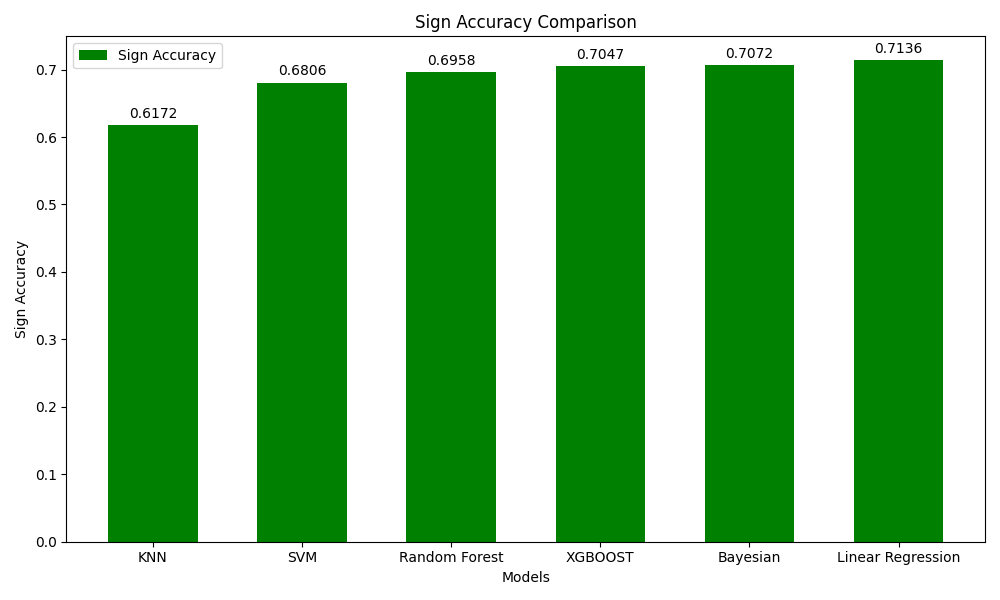 Sign Accuracy Comparison
Sign Accuracy
0.6172
0.6806
0.6958
0.7047
0.7072
0.7136
Sign Accuracy
0.7
0.6
0.5
0.4
0.3
0.2
0.1
0.0
KNN
SVM
Random Forest
XGBOOST
Bayesian
Linear Regression
Models